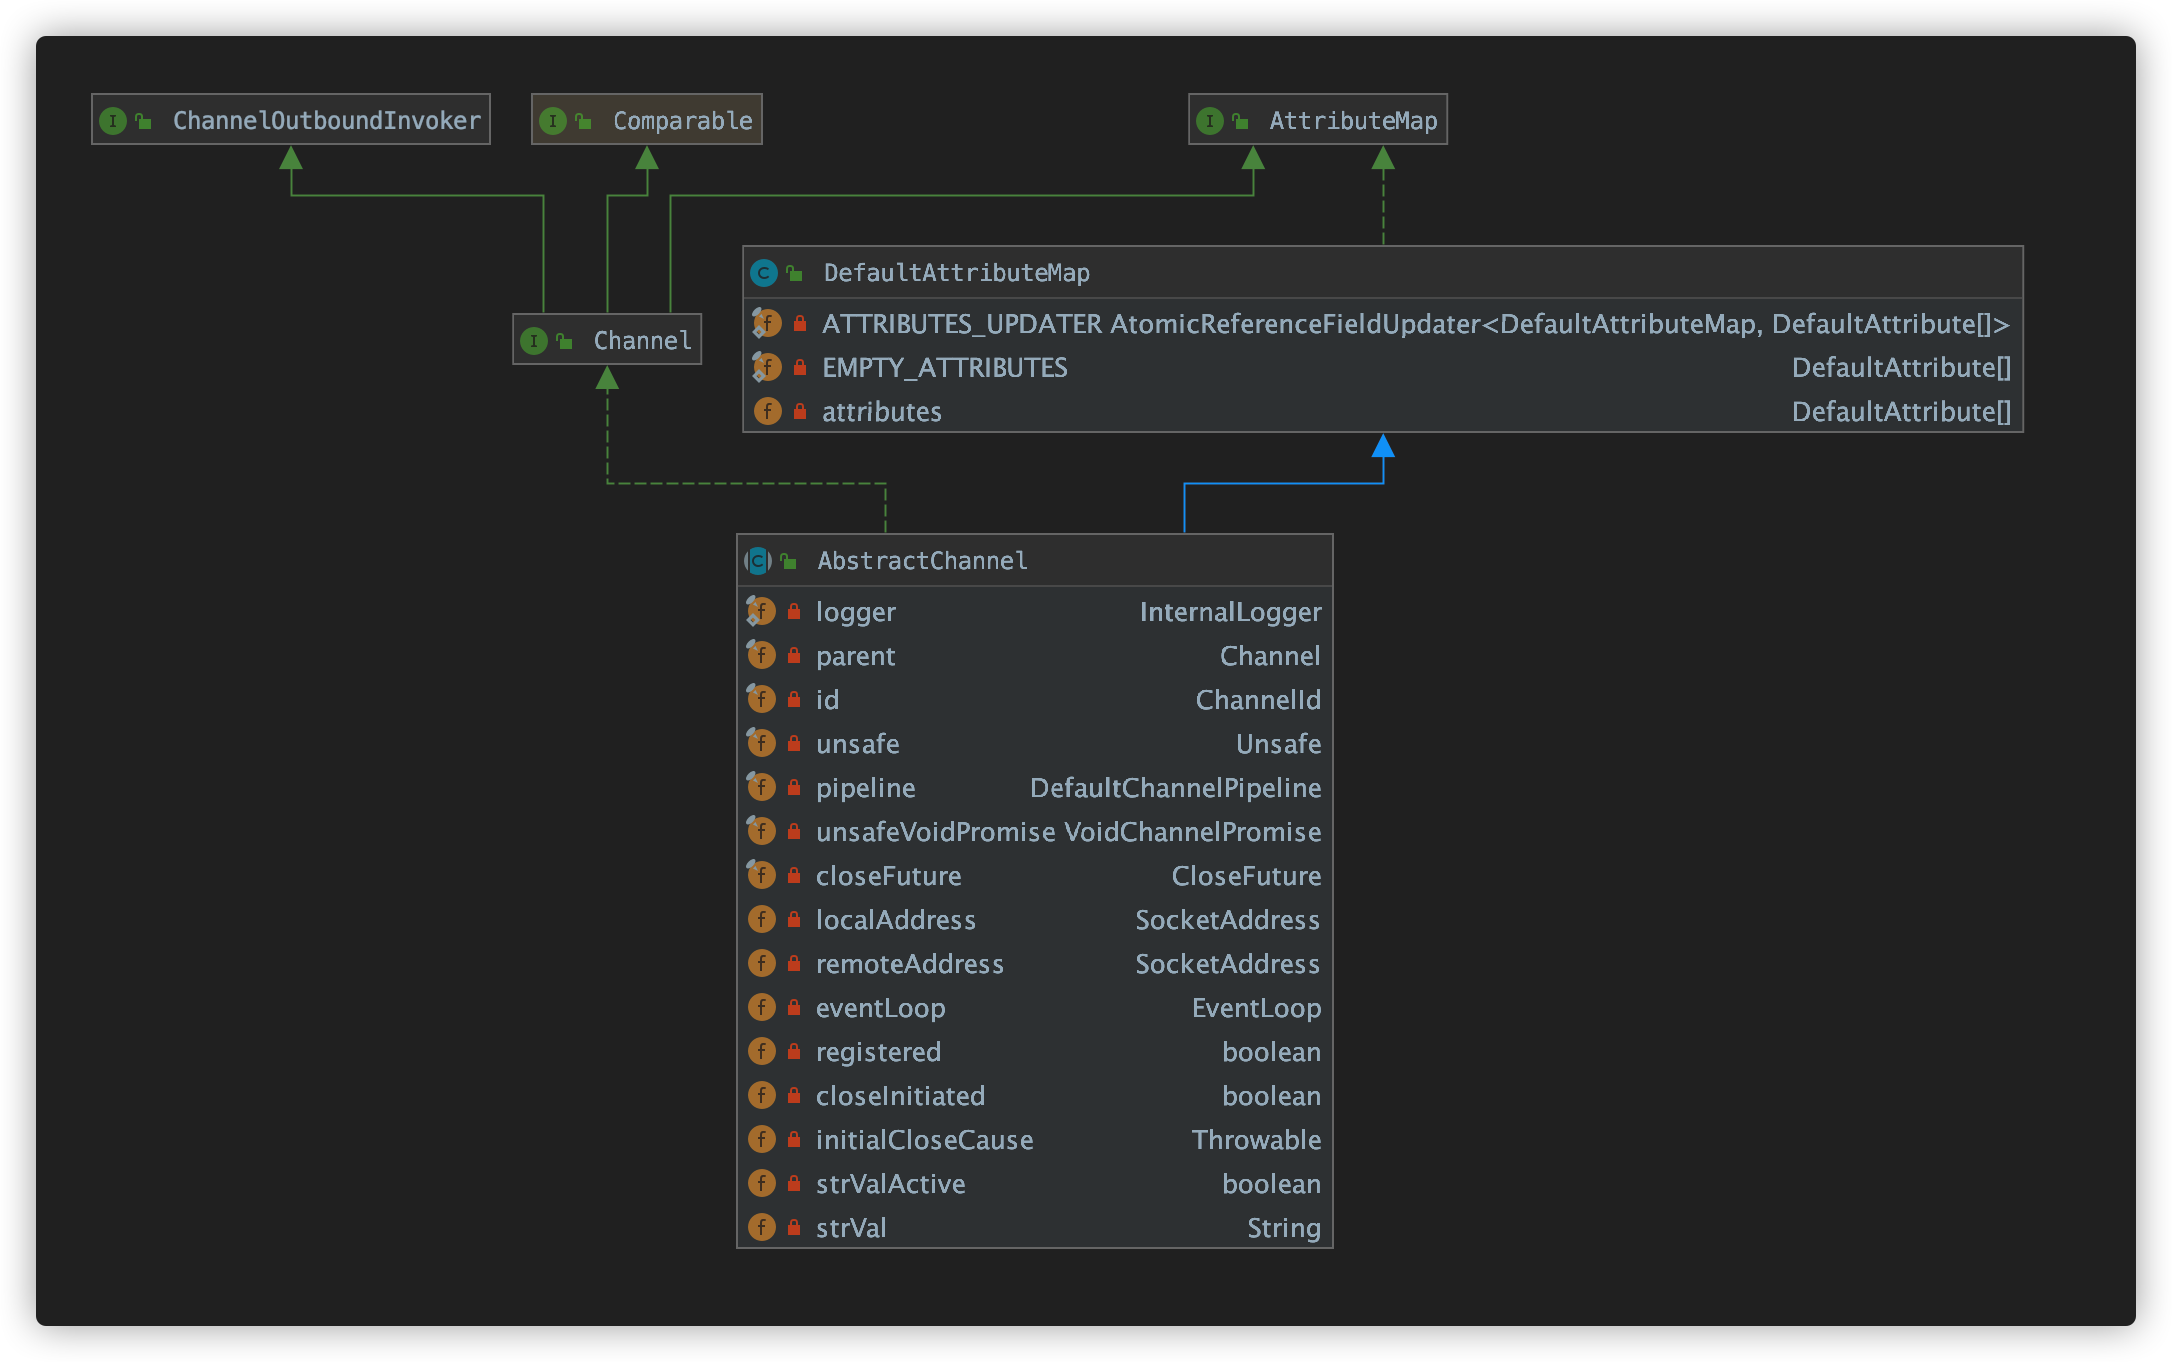 ChannelOutboundInvoker
Comparable
AttributeMap
Channel
DefaultAttributeMap
ATTRIBUTES_UPDATER AtomicReferenceFieldUpdater<DefaultAttributeMap, DefaultAttribute[]>
EMPTY_ATTRIBUTES DefaultAttribute[]
attributes DefaultAttribute[]
AbstractChannel
logger InternalLogger
parent Channel
id ChannelId
unsafe Unsafe
pipeline DefaultChannelPipeline
unsafeVoidPromise VoidChannelPromise
closeFuture CloseFuture
localAddress SocketAddress
remoteAddress SocketAddress
eventLoop EventLoop
registered boolean
closeInitiated boolean
initialCloseCause Throwable
strValActive boolean
strVal String